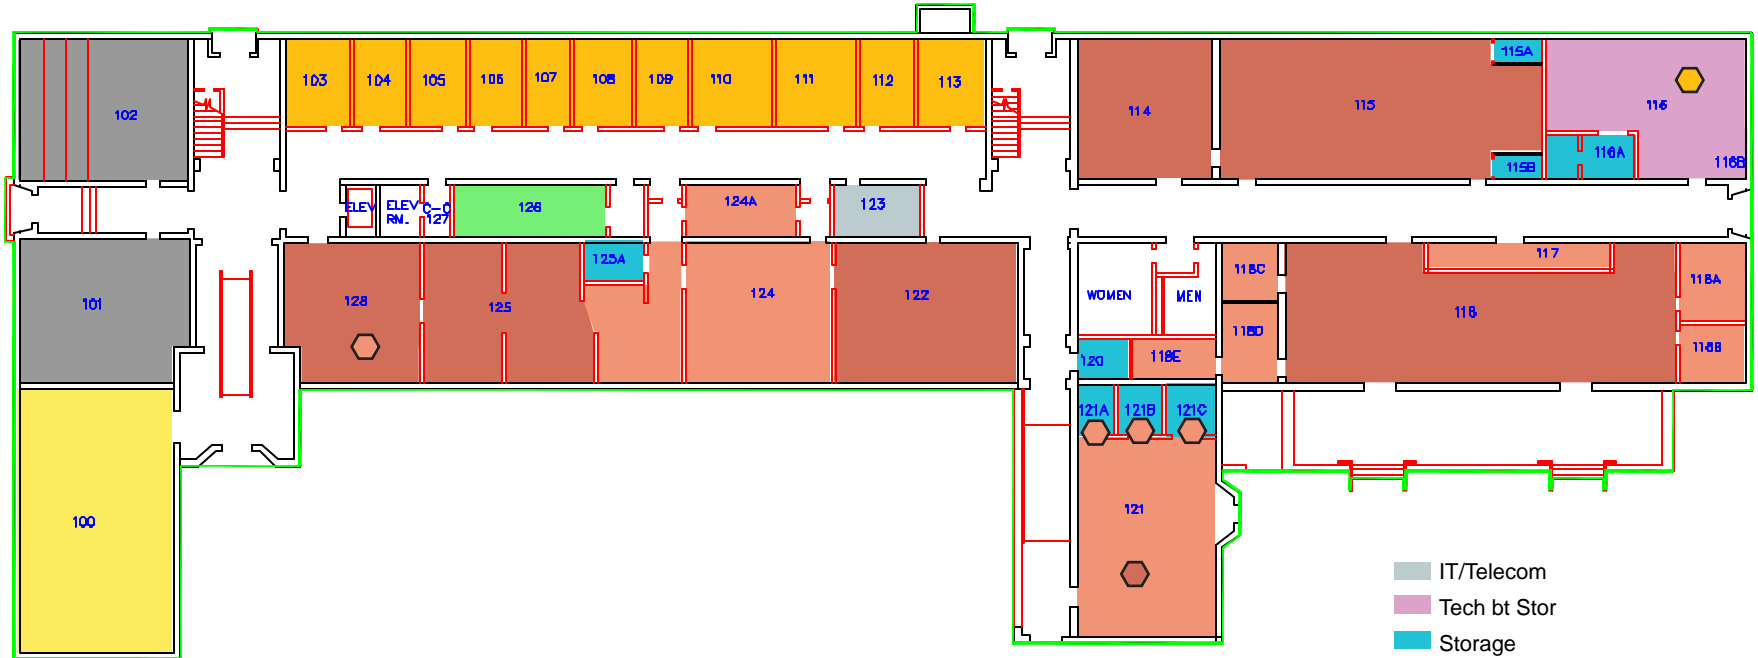 102
103
104
105
106
107
108
109
110
111
112
113
114
115
115A
115B
116
116A
116B
ELEV
ELEV
RM.
C-C
127
126
124A
123
101
128
125
125A
124
122
WOMEN
MEN
118C
118D
117
118
118A
118B
120
118E
121A
121B
121C
100
121
IT/Telecom
Tech bt Stor
Storage